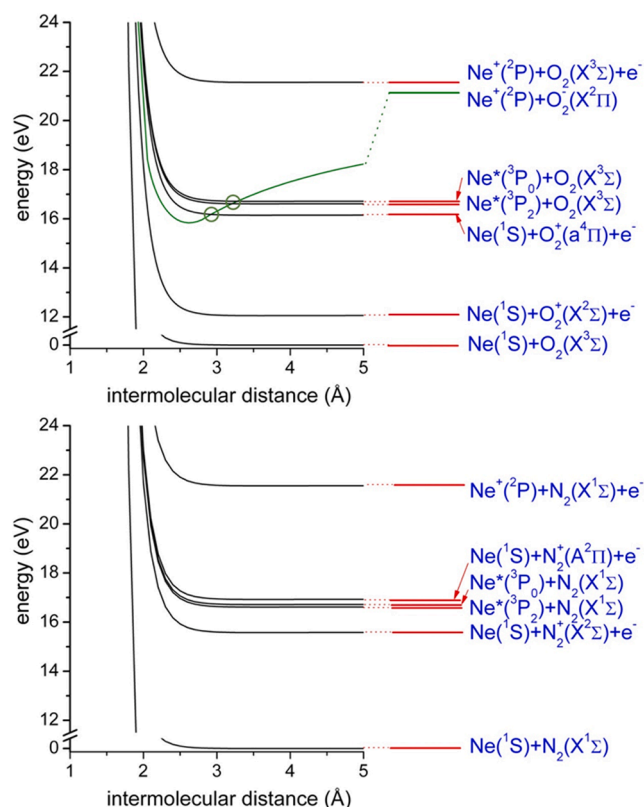 24
22
20
18
16
14
12
0
energy (eV)
1 2 3 4 5
intermolecular distance (Å)
Ne⁺(²P)+O₂(X³Σ)+e⁻
Ne⁺(²P)+O₂⁻(X²Π)
Ne*(³P₀)+O₂(X³Σ)
Ne*(³P₂)+O₂(X³Σ)
Ne(¹S)+O₂⁺(a⁴Π)+e⁻
Ne(¹S)+O₂⁺(X²Σ)+e⁻
Ne(¹S)+O₂(X³Σ)
24
22
20
18
16
14
12
0
energy (eV)
1 2 3 4 5
intermolecular distance (Å)
Ne⁺(²P)+N₂(X¹Σ)+e⁻
Ne(¹S)+N₂⁺(A²Π)+e⁻
Ne*(³P₀)+N₂(X¹Σ)
Ne*(³P₂)+N₂(X¹Σ)
Ne(¹S)+N₂⁺(X²Σ)+e⁻
Ne(¹S)+N₂(X¹Σ)